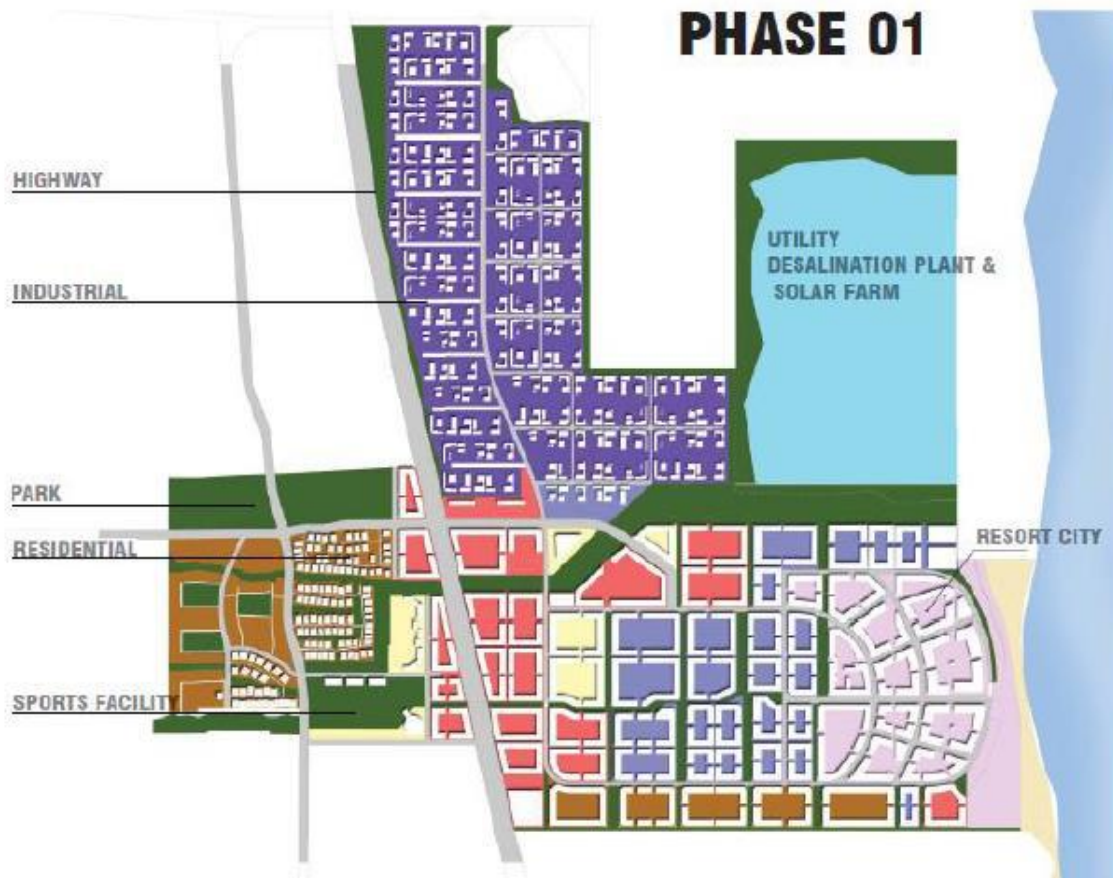 PHASE 01
HIGHWAY
UTILITY
DESALINATION PLANT &
SOLAR FARM
INDUSTRIAL
PARK
RESORT CITY
RESIDENTIAL
SPORTS FACILITY